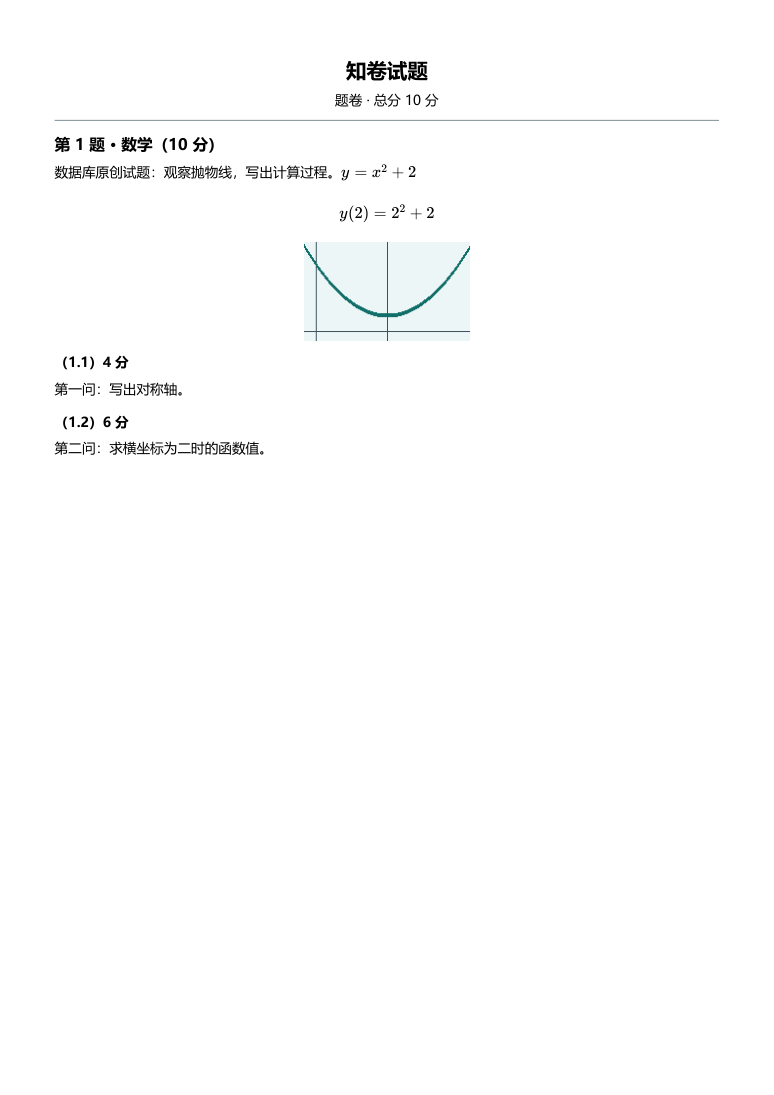 知卷试题
题卷 · 总分 10 分
第 1 题 · 数学（10 分）
数据库原创试题：观察抛物线，写出计算过程。y = x² + 2
y(2) = 2² + 2
（1.1）4 分
第一问：写出对称轴。
（1.2）6 分
第二问：求横坐标为二时的函数值。